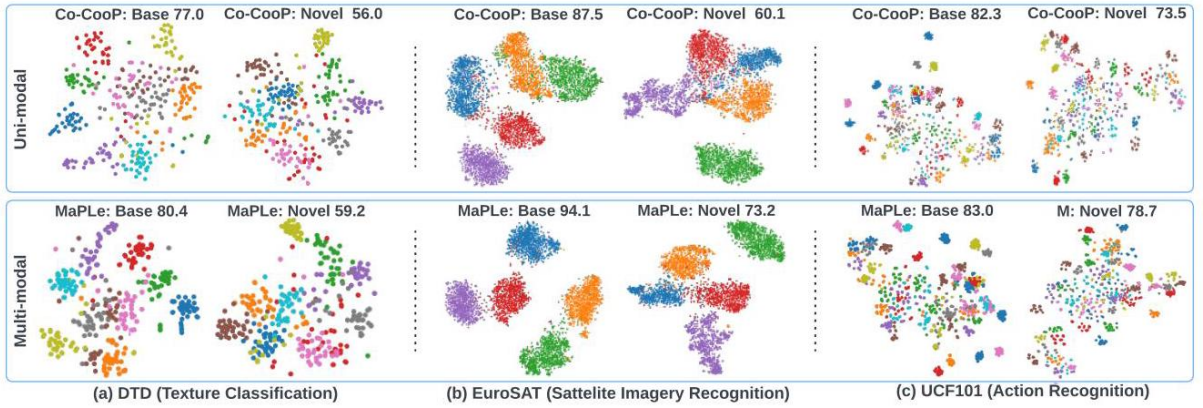 Co-CooP: Base 77.0
Co-CooP: Novel 56.0
Co-CooP: Base 87.5
Co-CooP: Novel 60.1
Co-CooP: Base 82.3
Co-CooP: Novel 73.5
Uni-modal
MaPLe: Base 80.4
MaPLe: Novel 59.2
MaPLe: Base 94.1
MaPLe: Novel 73.2
MaPLe: Base 83.0
M: Novel 78.7
Multi-modal
(a) DTD (Texture Classification)
(b) EuroSAT (Sattelite Imagery Recognition)
(c) UCF101 (Action Recognition)